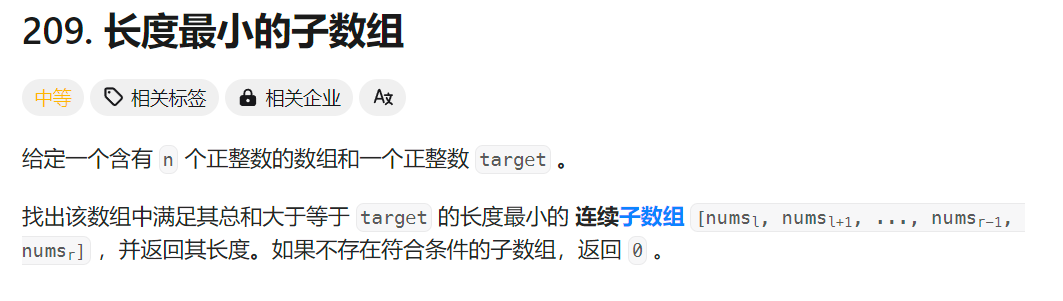 209. 长度最小的子数组
中等 相关标签 相关企业 A文
给定一个含有 n 个正整数的数组和一个正整数 target 。
找出该数组中满足其总和大于等于 target 的长度最小的 连续子数组 [numsl, numsl+1, ..., numsr-1,
numsr] ，并返回其长度。如果不存在符合条件的子数组，返回 0 。